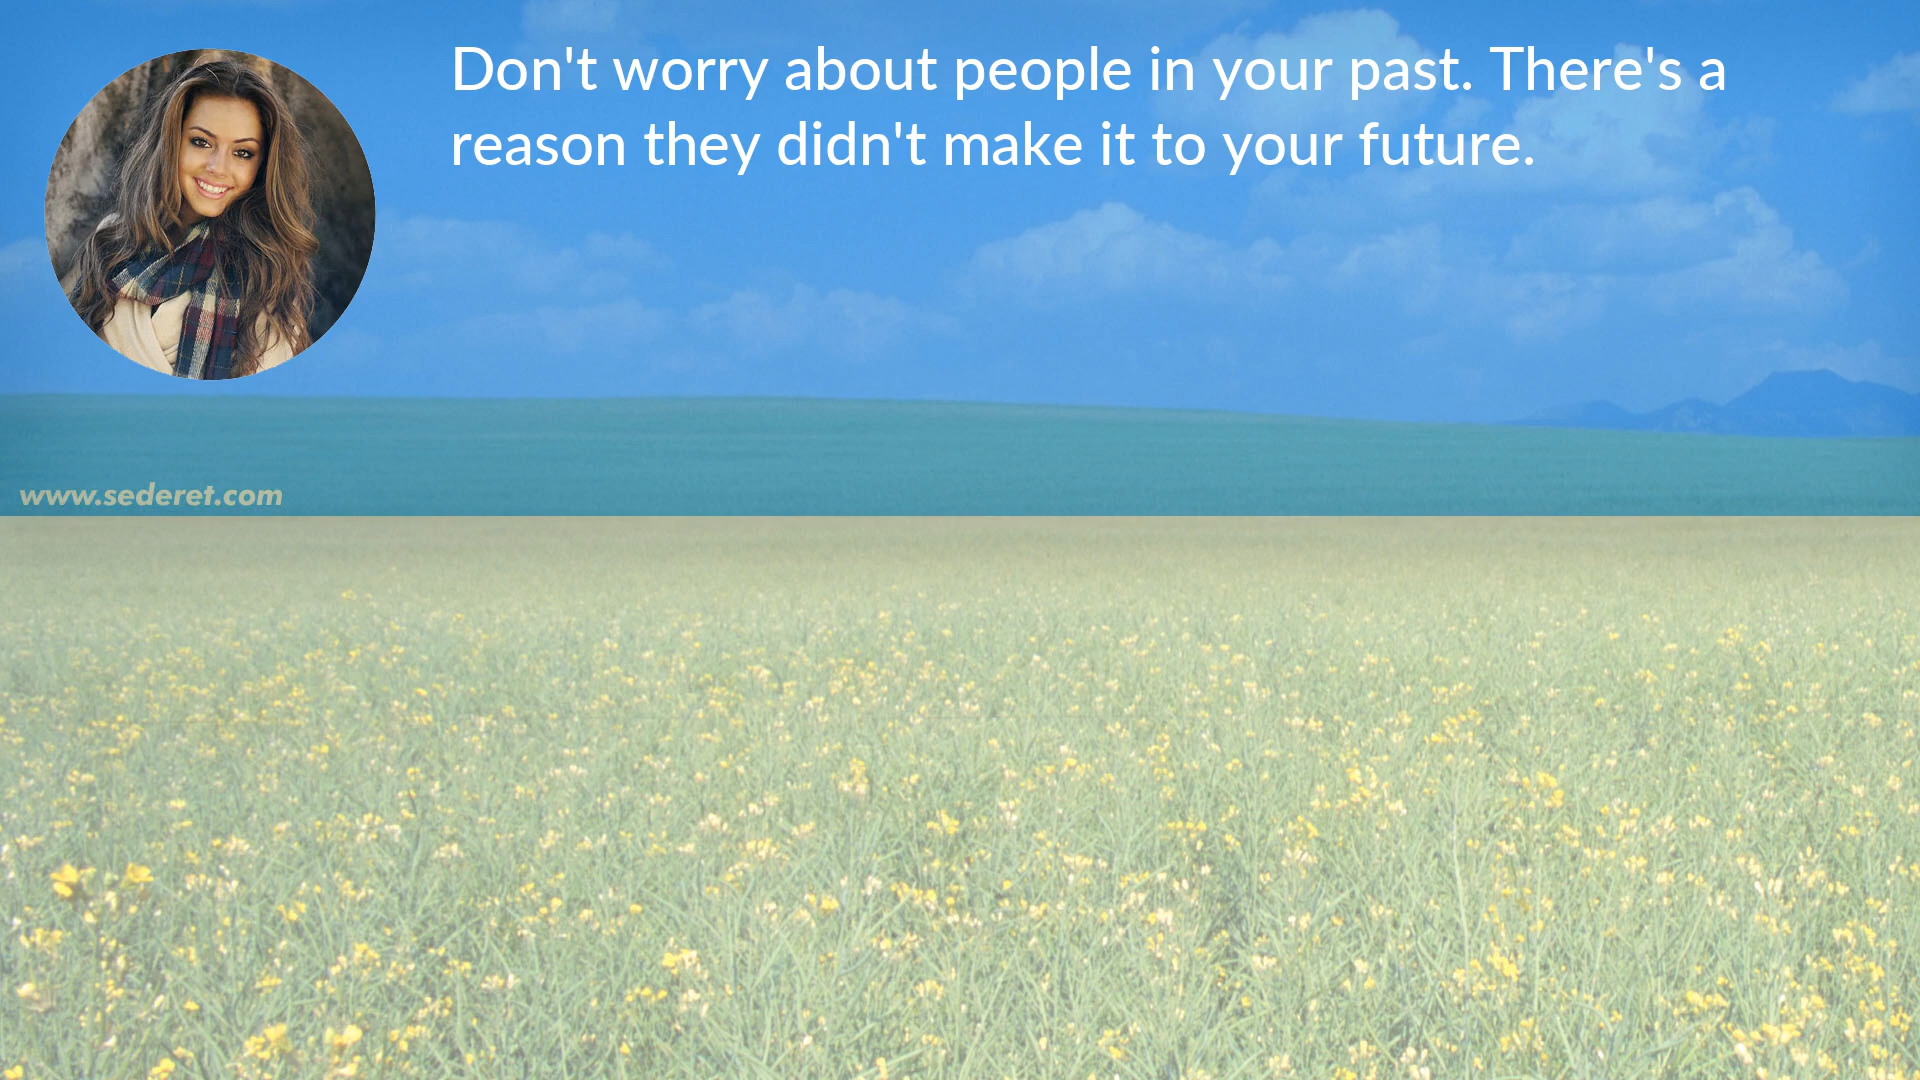 Don't worry about people in your past. There's a
reason they didn't make it to your future.
www.sederet.com